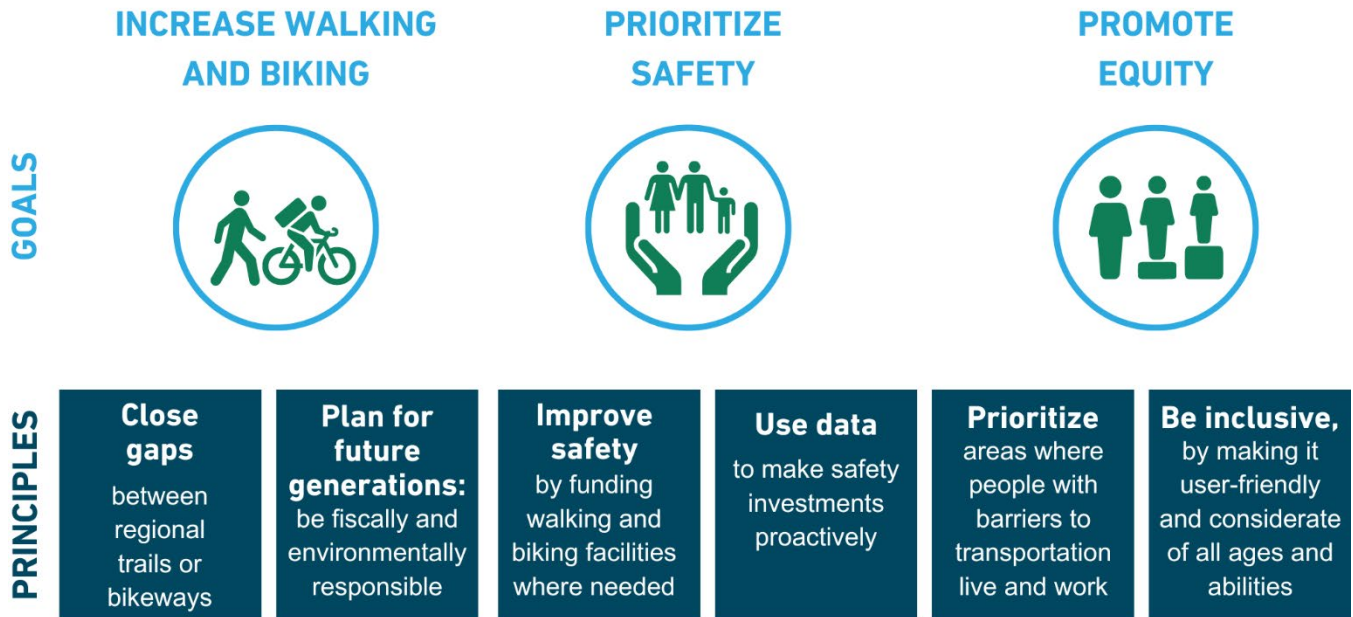 INCREASE WALKING
AND BIKING
PRIORITIZE
SAFETY
PROMOTE
EQUITY
GOALS
PRINCIPLES
Close
gaps
between
regional
trails or
bikeways
Plan for
future
generations:
be fiscally and
environmentally
responsible
Improve
safety
by funding
walking and
biking facilities
where needed
Use data
to make safety
investments
proactively
Prioritize
areas where
people with
barriers to
transportation
live and work
Be inclusive,
by making it
user-friendly
and considerate
of all ages and
abilities